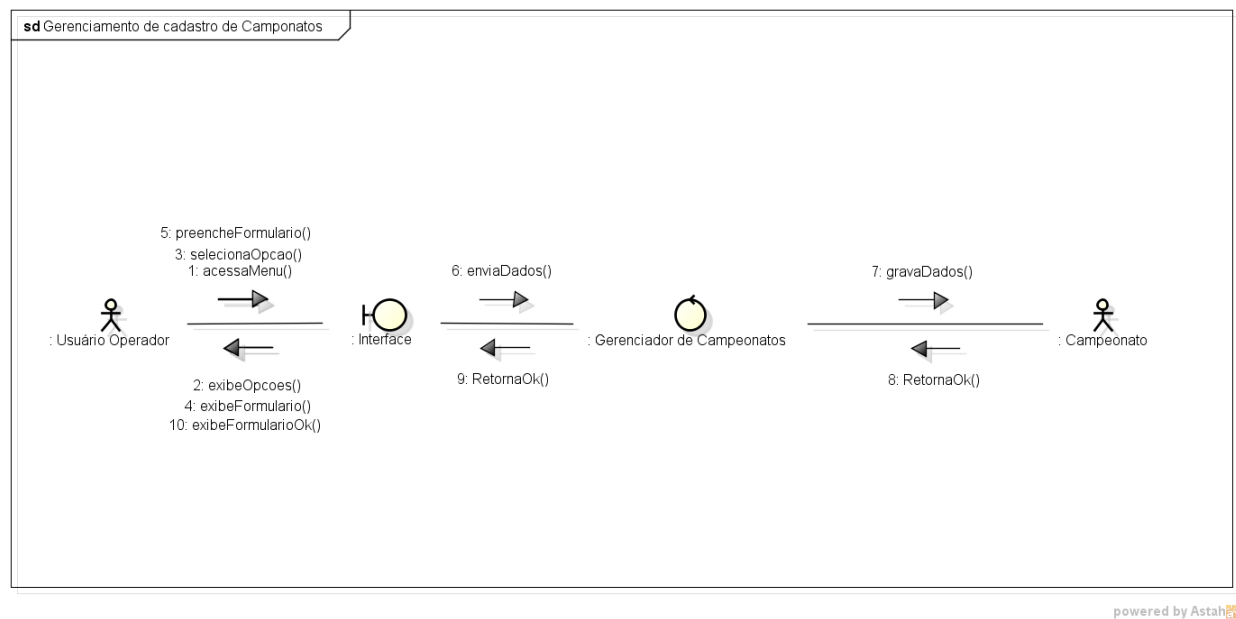 sd Gerenciamento de cadastro de Camponatos
5: preencheFormulario()
3: selecionaOpcao()
1: acessaMenu()
6: enviaDados()
7: gravaDados()
: Usuário Operador
: Interface
: Gerenciador de Campeonatos
: Campeonato
2: exibeOpcoes()
4: exibeFormulario()
10: exibeFormularioOk()
9: RetornaOk()
8: RetornaOk()
powered by Astah